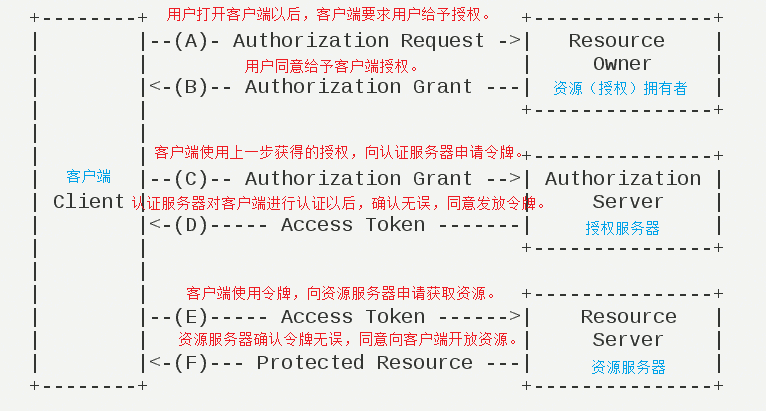 用户打开客户端以后，客户端要求用户给予授权。
--(A)- Authorization Request ->
Resource
用户同意给予客户端授权。
Owner
<-(B)-- Authorization Grant ---
资源（授权）拥有者
客户端使用上一步获得的授权，向认证服务器申请令牌。
客户端
--(C)-- Authorization Grant -->
Authorization
Client
认证服务器对客户端进行认证以后，确认无误，同意发放令牌。
Server
<-(D)----- Access Token -------
授权服务器
客户端使用令牌，向资源服务器申请获取资源。
--(E)----- Access Token ------>
Resource
资源服务器确认令牌无误，同意向客户端开放资源。
Server
<-(F)--- Protected Resource ---
资源服务器